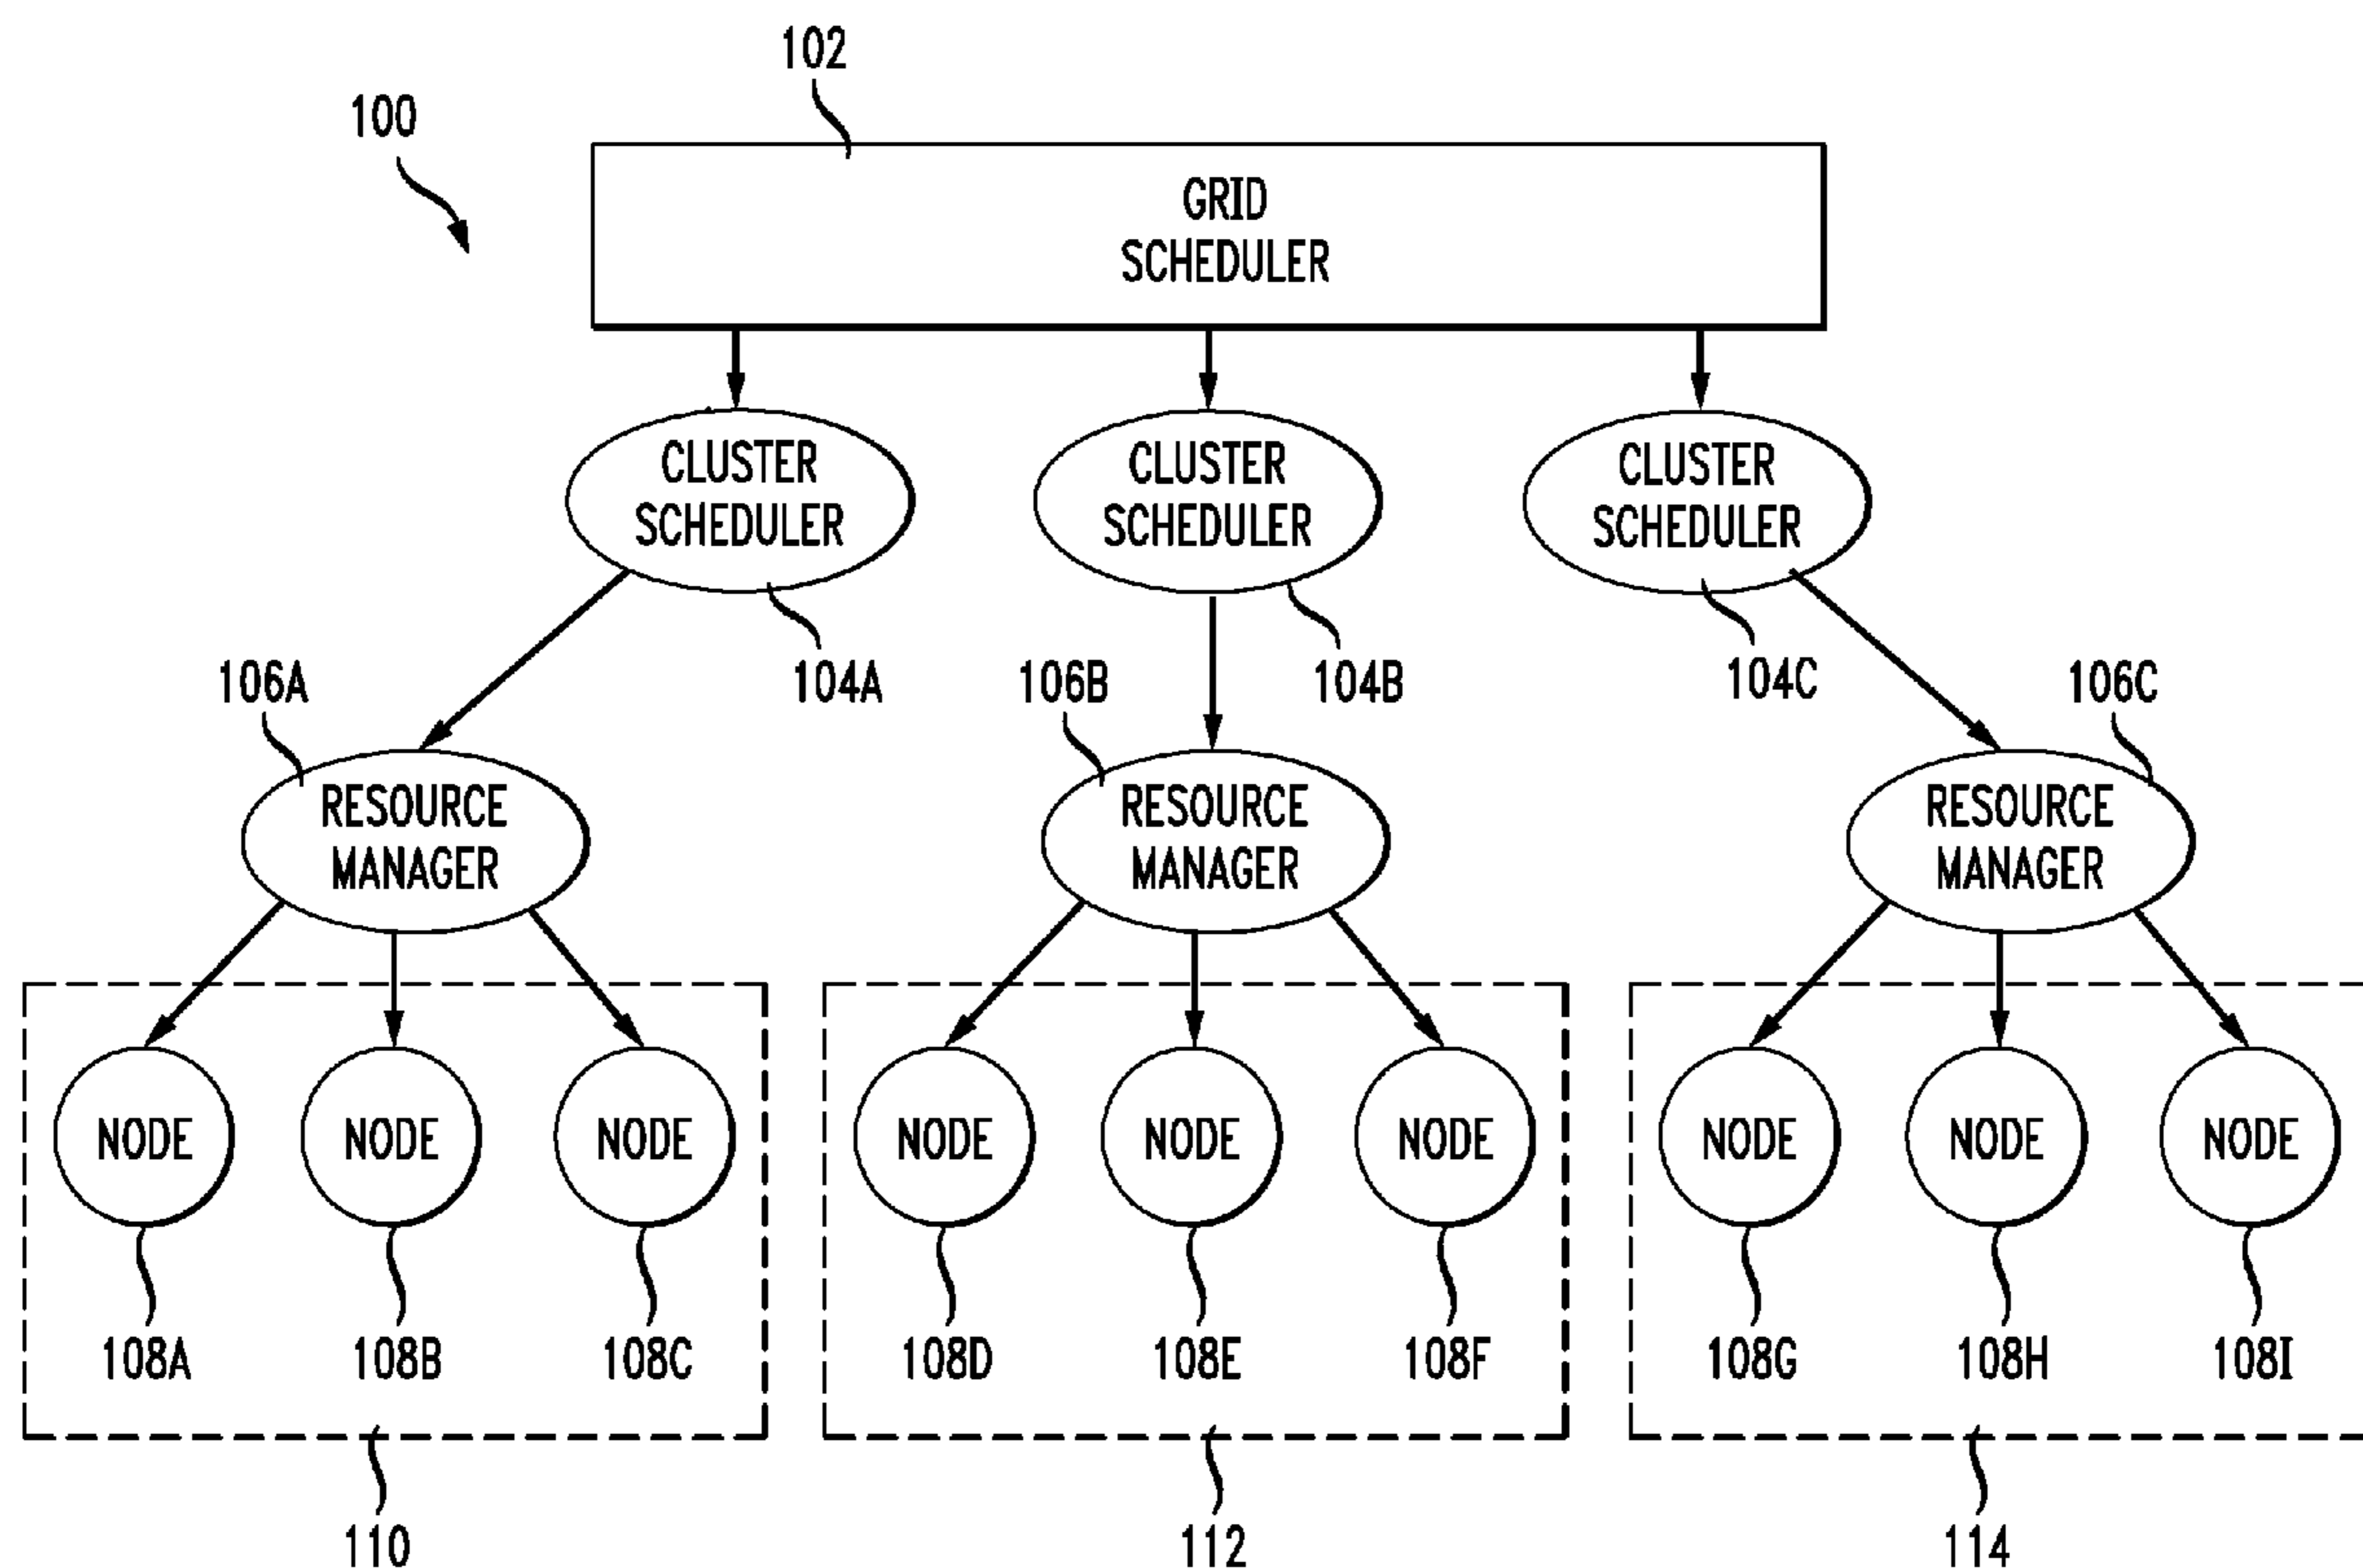 102
100
GRID
SCHEDULER
CLUSTER
SCHEDULER
CLUSTER
SCHEDULER
CLUSTER
SCHEDULER
104A
104B
104C
106A
106B
106C
RESOURCE
MANAGER
RESOURCE
MANAGER
RESOURCE
MANAGER
NODE
NODE
NODE
NODE
NODE
NODE
NODE
NODE
NODE
108A
108B
108C
108D
108E
108F
108G
108H
108I
110
112
114